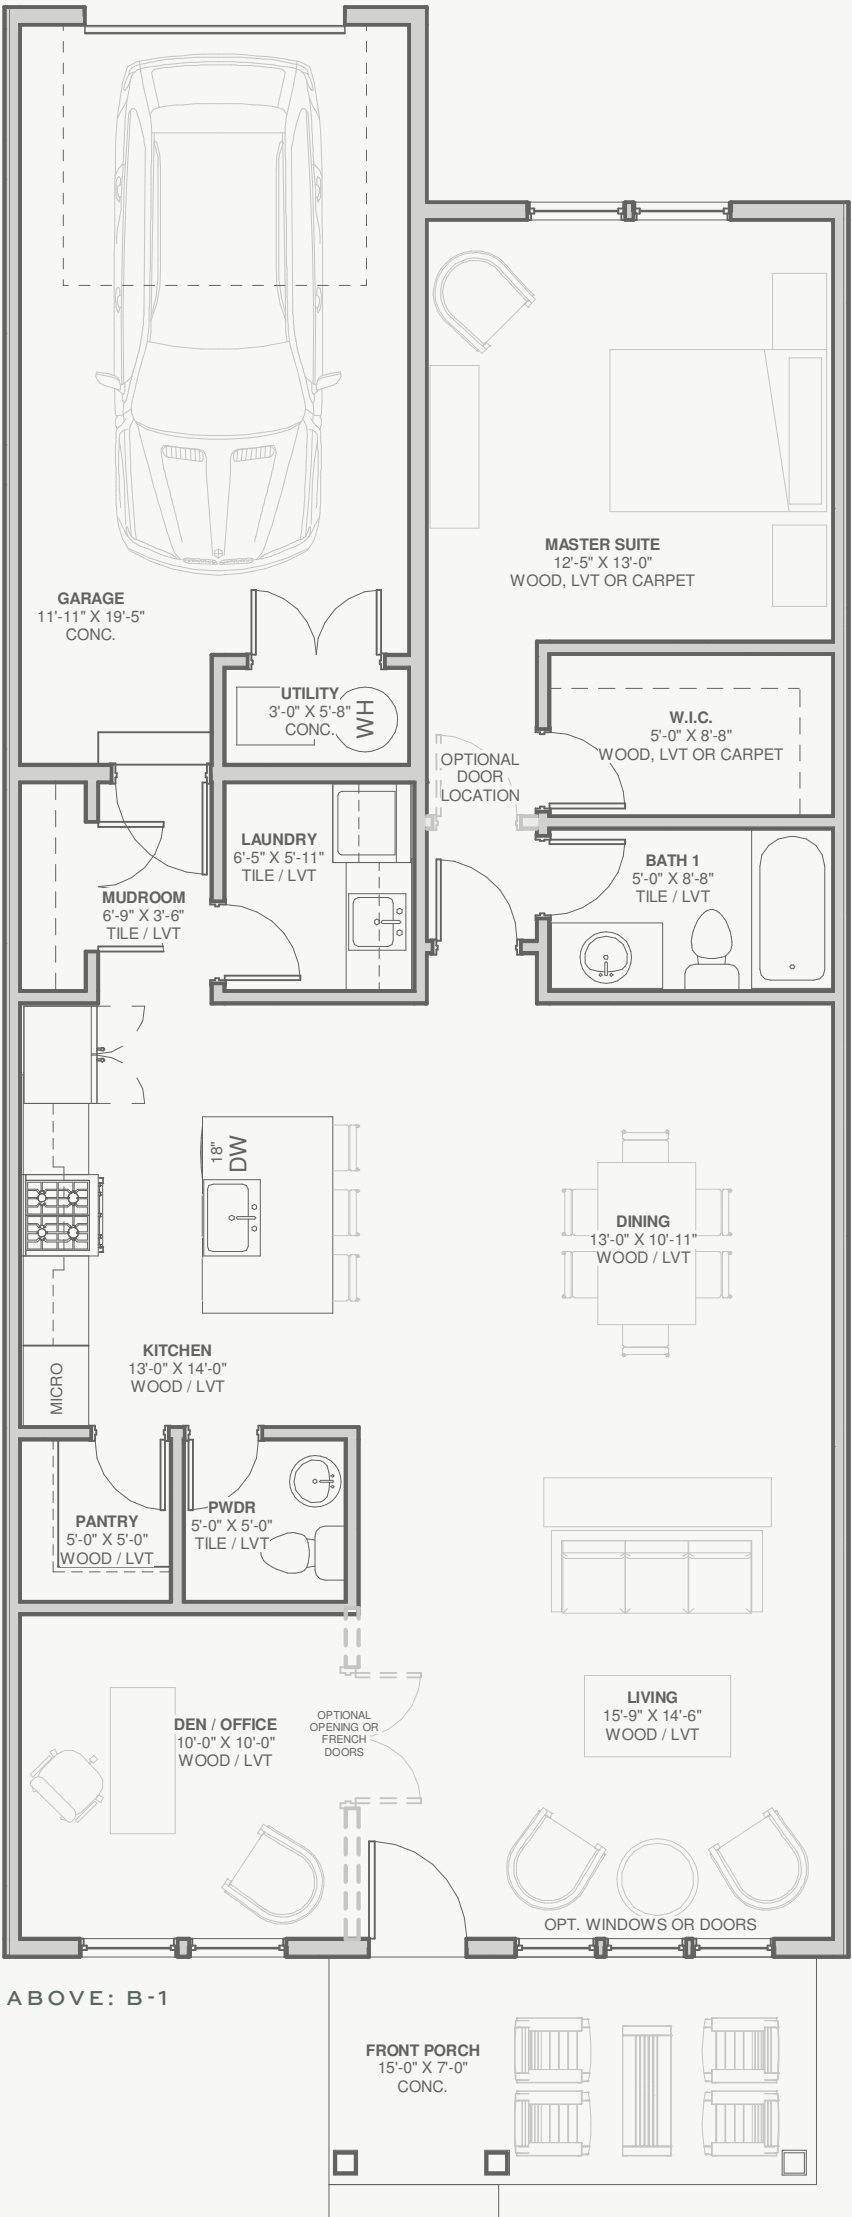 MASTER SUITE
12'-5" X 13'-0"
WOOD, LVT OR CARPET
GARAGE
11'-11" X 19'-5"
CONC.
UTILITY
3'-0" X 5'-8"
CONC.
WH
W.I.C.
5'-0" X 8'-8"
WOOD, LVT OR CARPET
OPTIONAL
DOOR
LOCATION
LAUNDRY
6'-5" X 5'-11"
TILE / LVT
BATH 1
5'-0" X 8'-8"
TILE / LVT
MUDROOM
6'-9" X 3'-6"
TILE / LVT
18"
DW
DINING
13'-0" X 10'-11"
WOOD / LVT
KITCHEN
13'-0" X 14'-0"
WOOD / LVT
MICRO
PANTRY
5'-0" X 5'-0"
WOOD / LVT
PWDR
5'-0" X 5'-0"
TILE / LVT
DEN / OFFICE
10'-0" X 10'-0"
WOOD / LVT
OPTIONAL
OPENING OR
FRENCH
DOORS
LIVING
15'-9" X 14'-6"
WOOD / LVT
OPT. WINDOWS OR DOORS
ABOVE: B-1
FRONT PORCH
15'-0" X 7'-0"
CONC.